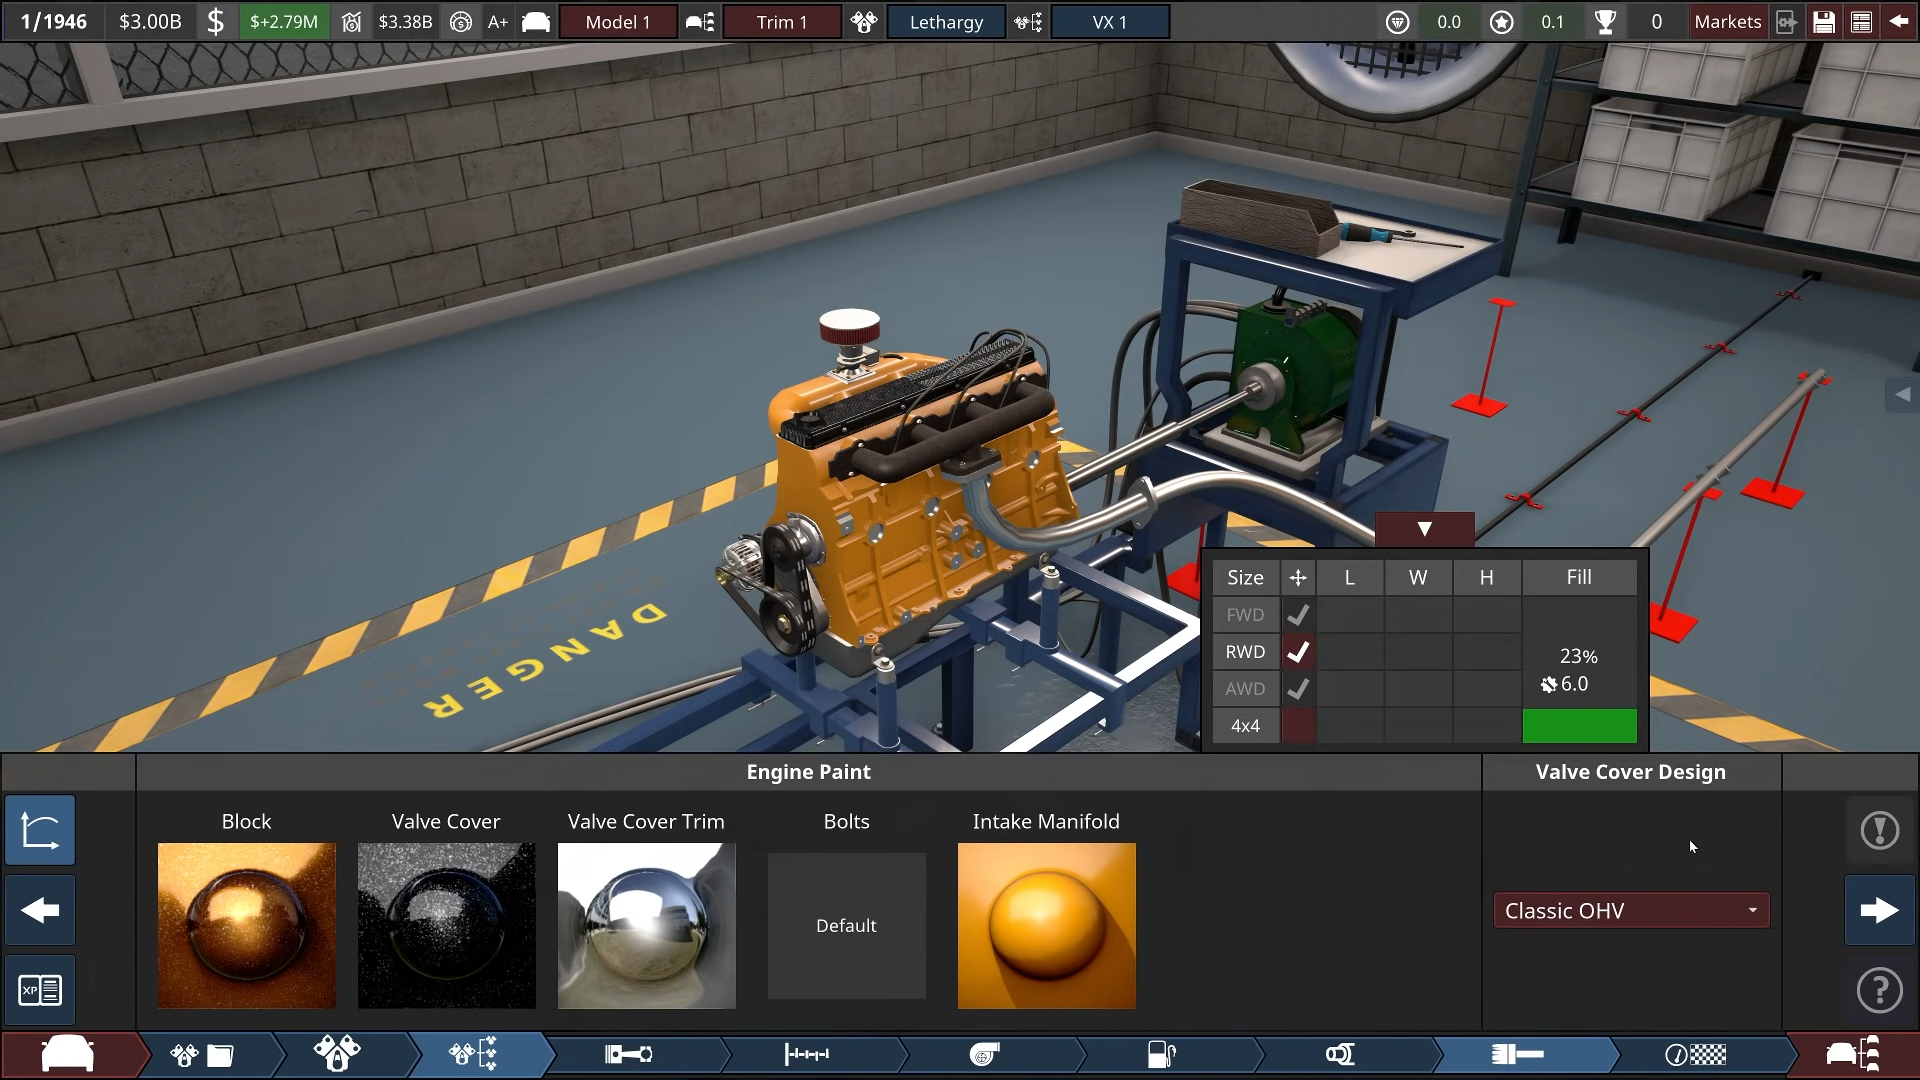 1/1946 $3.00B $+2.79M $3.38B A+ Model 1 Trim 1 Lethargy VX 1 0.0 0.1 0 Markets
DANGER
Size L W H Fill
FWD
RWD
AWD
4x4
23%
6.0
Engine Paint
Valve Cover Design
Block Valve Cover Valve Cover Trim Bolts Intake Manifold
Default
Classic OHV
XP